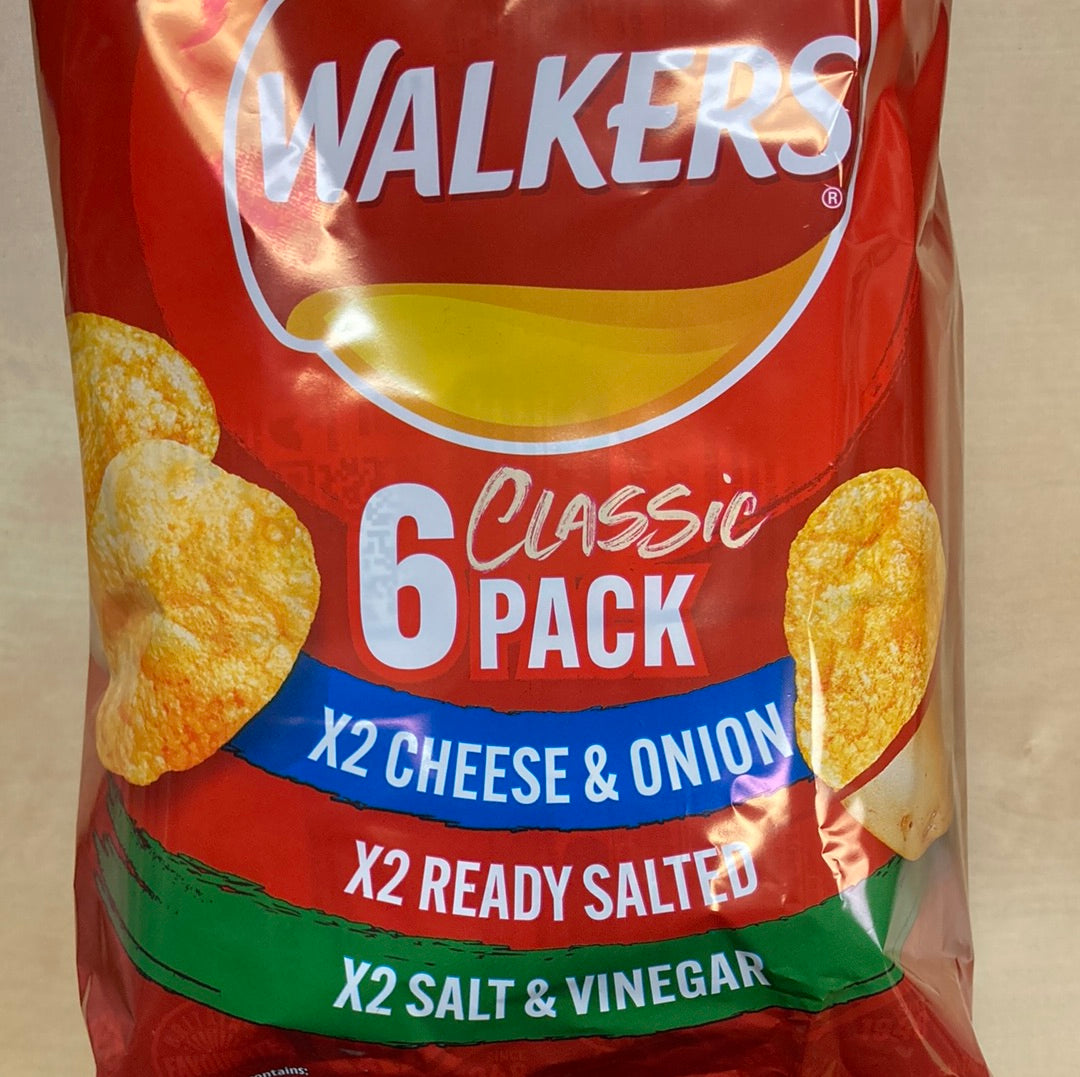 WALKERS
®
6 CLASSIC
PACK
X2 CHEESE & ONION
X2 READY SALTED
X2 SALT & VINEGAR